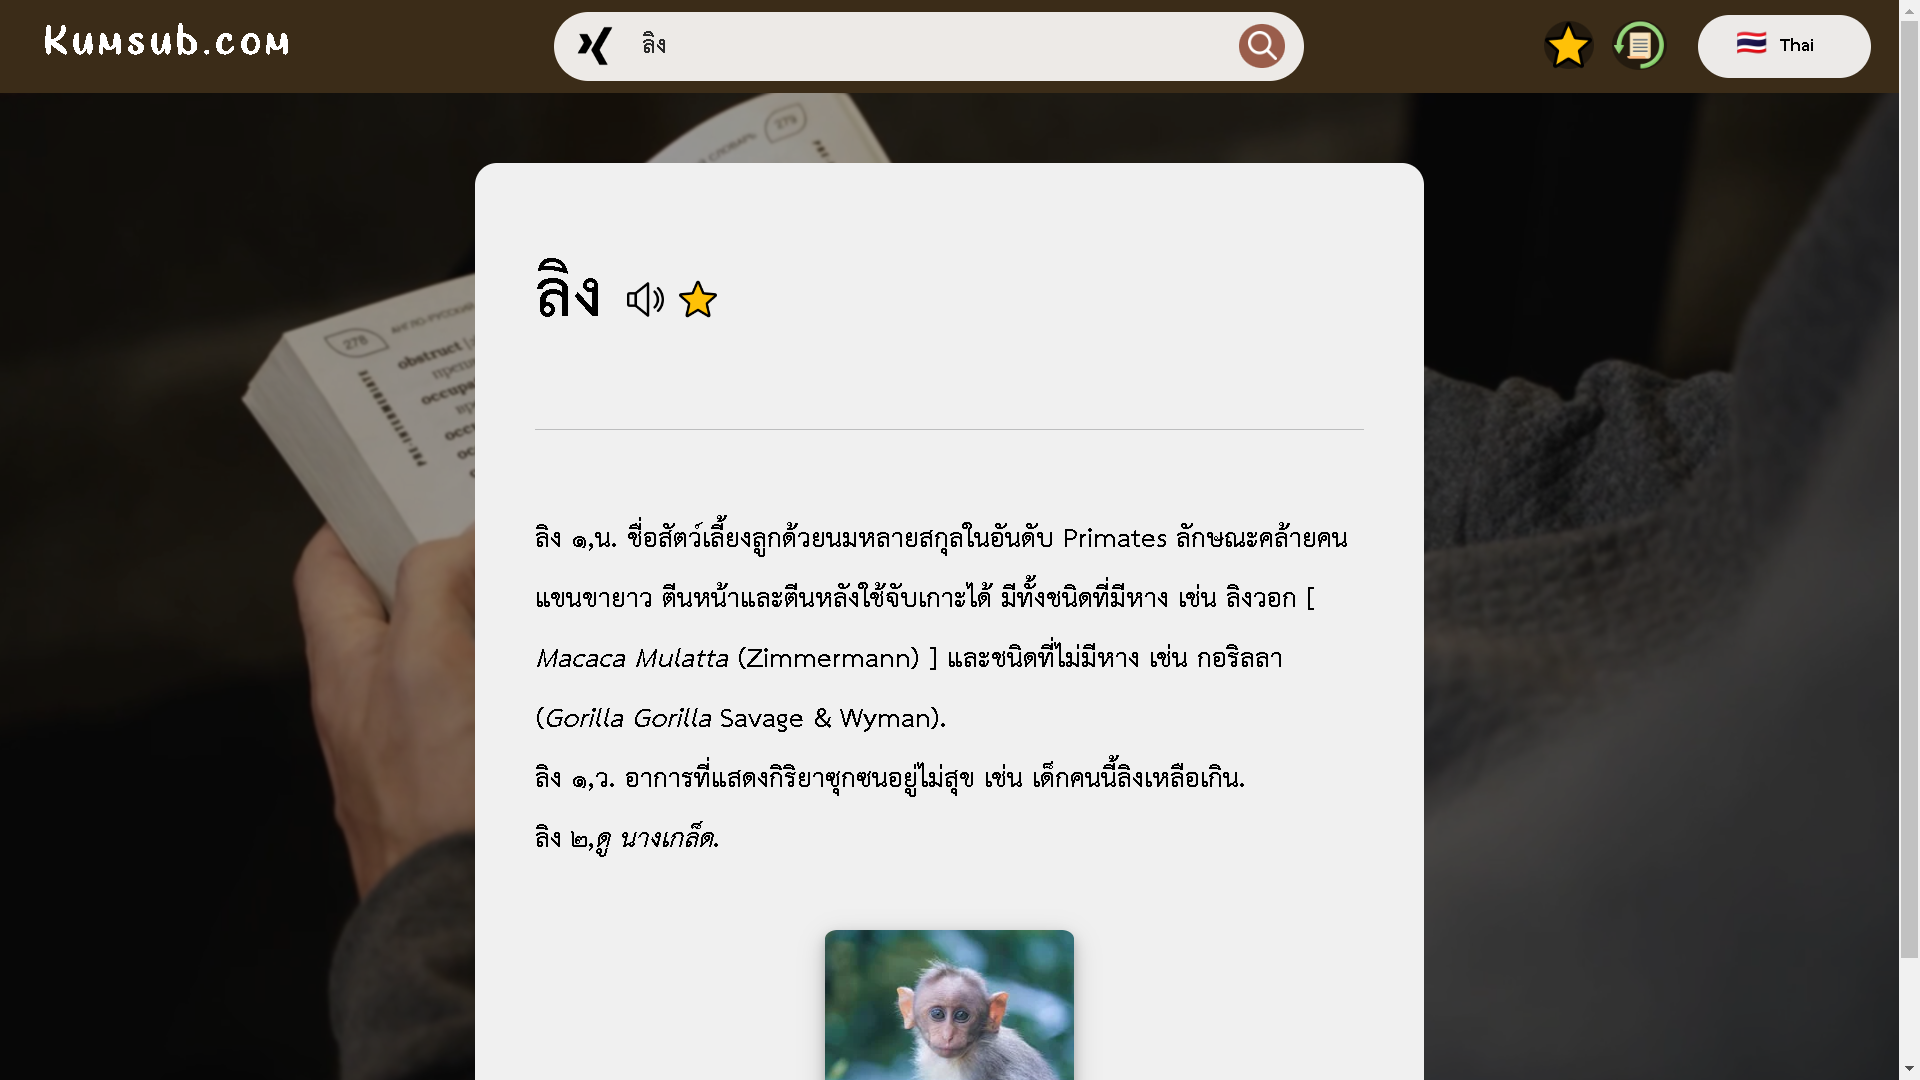 Kumsub.com
ลิง
Thai
279
278
obstruct
ลิง
ลิง ๑,น. ชื่อสัตว์เลี้ยงลูกด้วยนมหลายสกุลในอันดับ Primates ลักษณะคล้ายคน
แขนขายาว ตีนหน้าและตีนหลังใช้จับเกาะได้ มีทั้งชนิดที่มีหาง เช่น ลิงวอก [
Macaca Mulatta (Zimmermann) ] และชนิดที่ไม่มีหาง เช่น กอริลลา
(Gorilla Gorilla Savage & Wyman).
ลิง ๑,ว. อาการที่แสดงกิริยาซุกซนอยู่ไม่สุข เช่น เด็กคนนี้ลิงเหลือเกิน.
ลิง ๒,ดู นางเกล็ด.